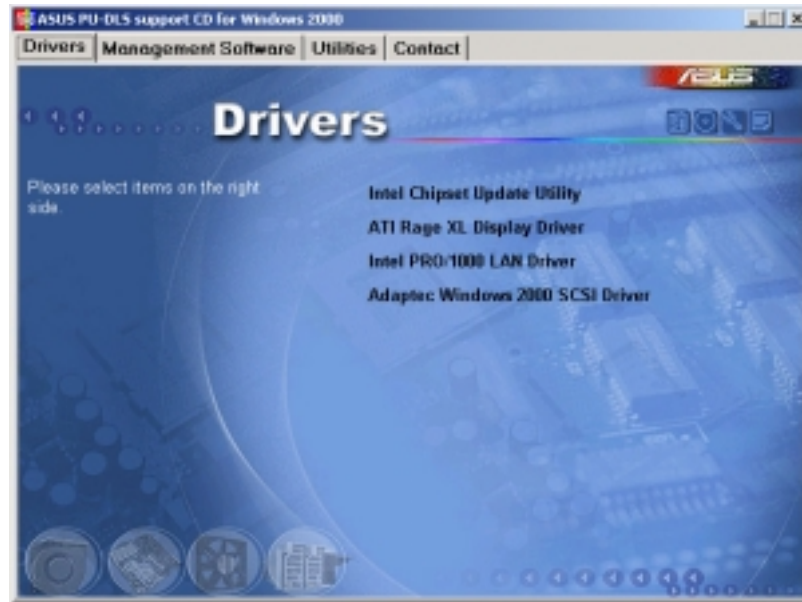 ASUS PU-DLS support CD for Windows 2000
Drivers Management Software Utilities Contact
ASUS
Drivers
Please select items on the right
side.
Intel Chipset Update Utility
ATI Rage XL Display Driver
Intel PRO/1000 LAN Driver
Adaptec Windows 2000 SCSI Driver